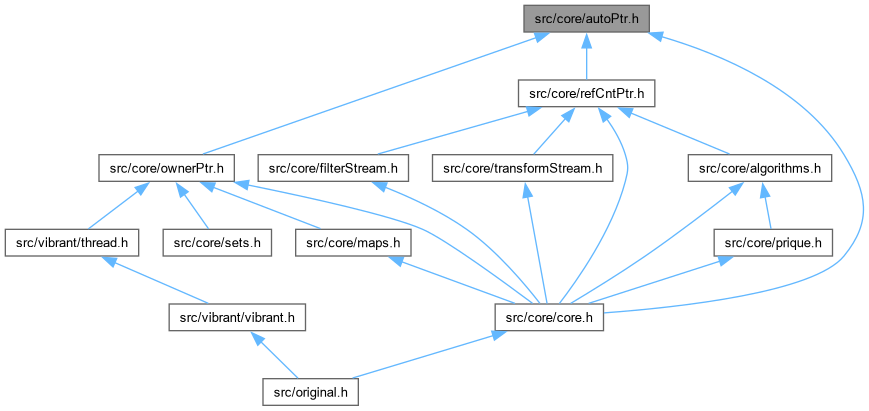 src/core/autoPtr.h
src/core/refCntPtr.h
src/core/ownerPtr.h
src/core/filterStream.h
src/core/transformStream.h
src/core/algorithms.h
src/vibrant/thread.h
src/core/sets.h
src/core/maps.h
src/core/prique.h
src/vibrant/vibrant.h
src/core/core.h
src/original.h